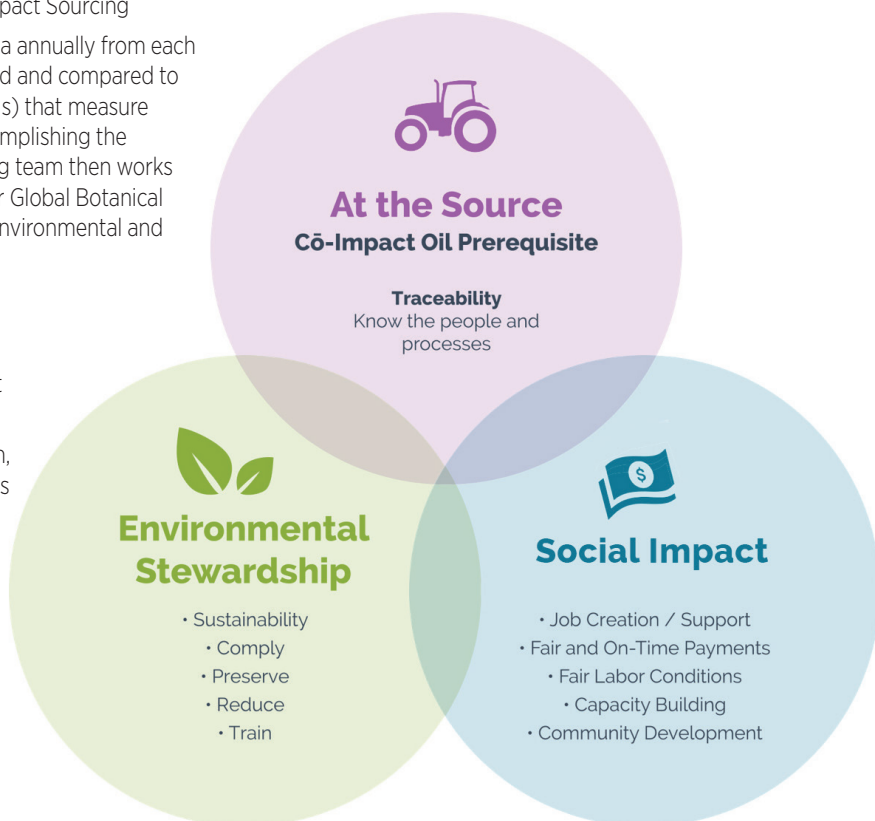 pact Sourcing
a annually from each
d and compared to
s) that measure
mplishing the
g team then works
r Global Botanical
nvironmental and
At the Source
Cō-Impact Oil Prerequisite
Traceability
Know the people and
processes
Environmental
Stewardship
• Sustainability
• Comply
• Preserve
• Reduce
• Train
Social Impact
• Job Creation / Support
• Fair and On-Time Payments
• Fair Labor Conditions
• Capacity Building
• Community Development